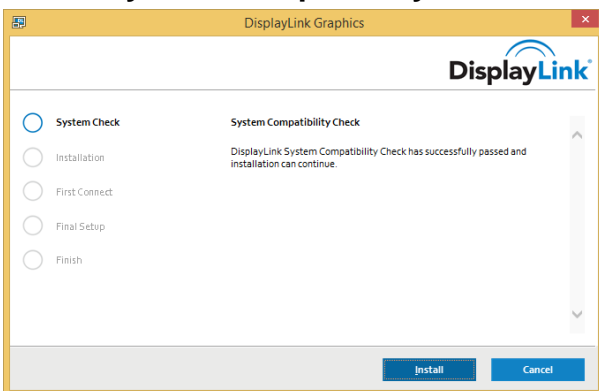 DisplayLink Graphics
DisplayLink
System Check
Installation
First Connect
Final Setup
Finish
System Compatibility Check
DisplayLink System Compatibility Check has successfully passed and
installation can continue.
Install
Cancel